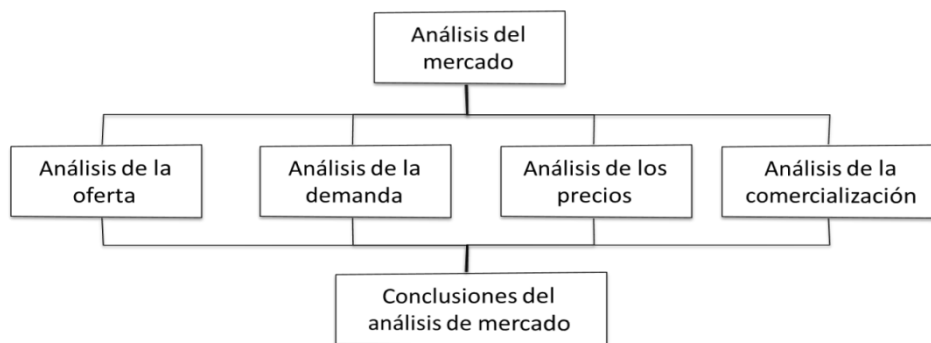 Análisis del
mercado
Análisis de la
oferta
Análisis de la
demanda
Análisis de los
precios
Análisis de la
comercialización
Conclusiones del
análisis de mercado